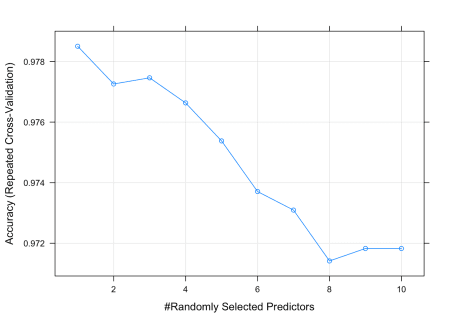 Accuracy (Repeated Cross-Validation)
0.978
0.976
0.974
0.972
2 4 6 8 10
#Randomly Selected Predictors